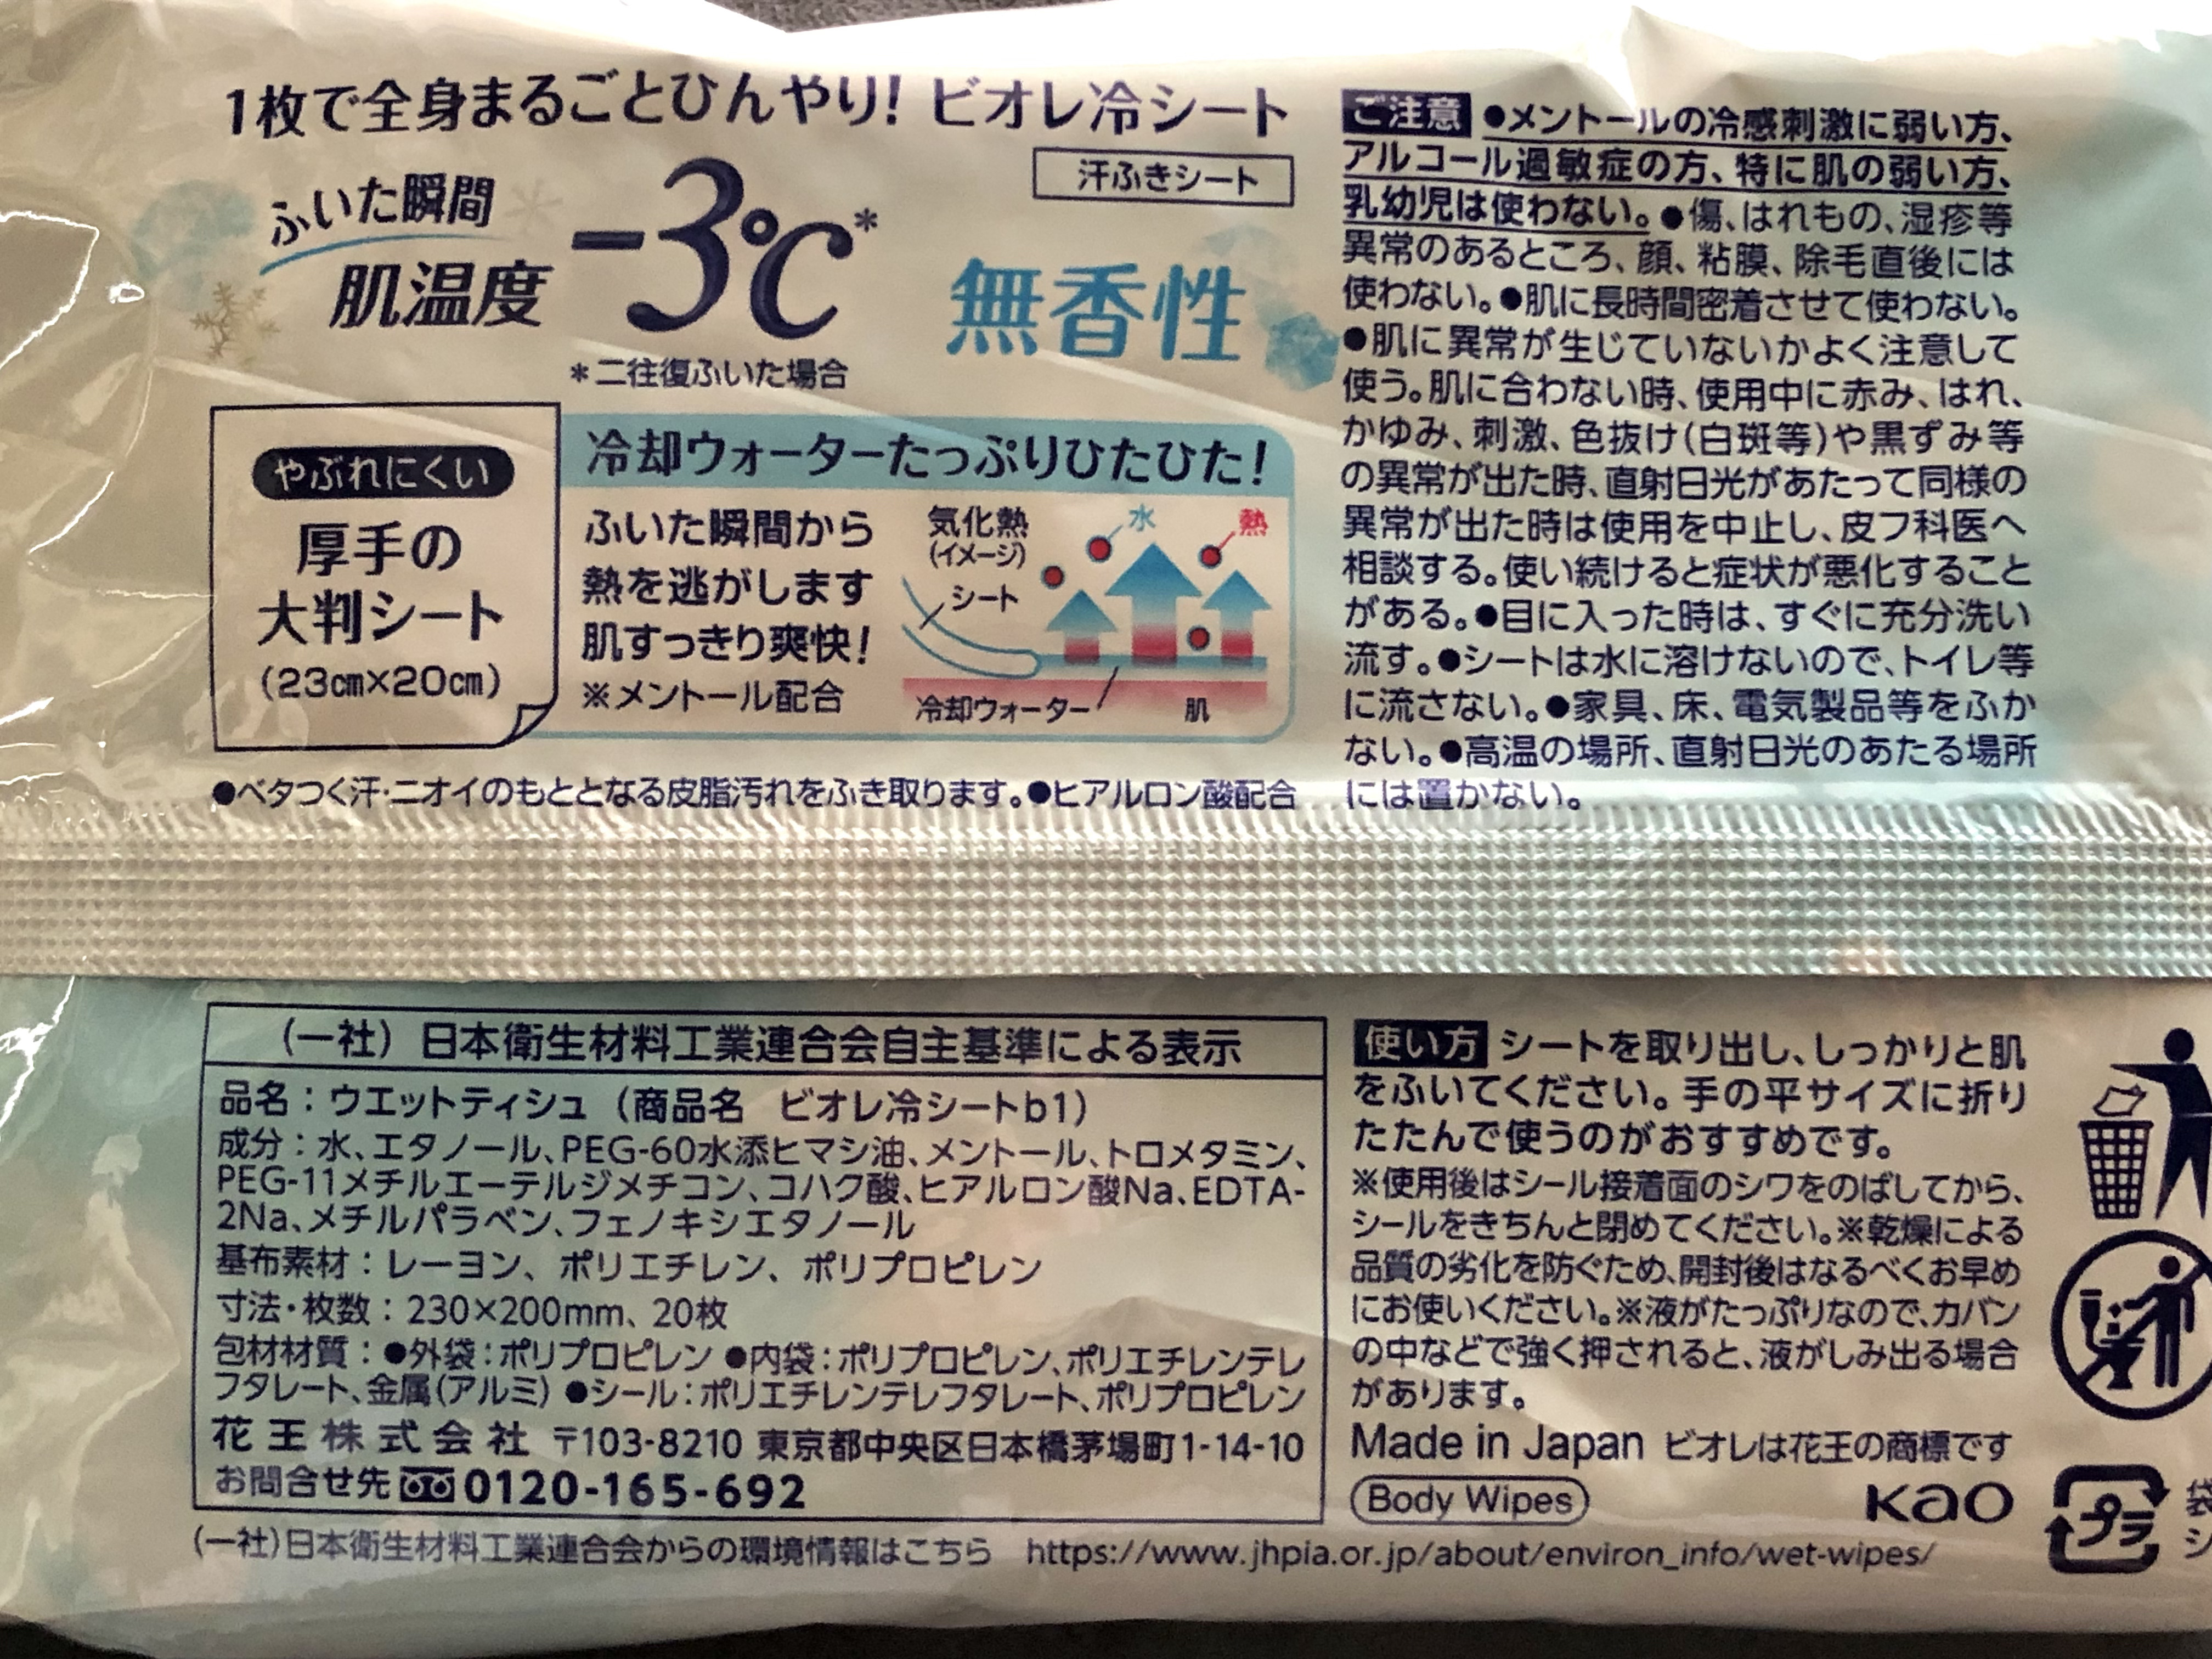 1枚で全身まるごとひんやり! ビオレ冷シート
汗ふきシート
ふいた瞬間
肌温度
-3℃*
*二往復ふいた場合
無香性
やぶれにくい
厚手の
大判シート
(23㎝×20㎝)
冷却ウォーターたっぷりひたひた!
ふいた瞬間から
熱を逃がします
肌すっきり爽快!
※メントール配合
気化熱
(イメージ)
シート
水
熱
冷却ウォーター
肌
●ベタつく汗・ニオイのもととなる皮脂汚れをふき取ります。●ヒアルロン酸配合
ご注意 ●メントールの冷感刺激に弱い方、
アルコール過敏症の方、特に肌の弱い方、
乳幼児は使わない。●傷、はれもの、湿疹等
異常のあるところ、顔、粘膜、除毛直後には
使わない。●肌に長時間密着させて使わない。
●肌に異常が生じていないかよく注意して
使う。肌に合わない時、使用中に赤み、はれ、
かゆみ、刺激、色抜け(白斑等)や黒ずみ等
の異常が出た時、直射日光があたって同様の
異常が出た時は使用を中止し、皮フ科医へ
相談する。使い続けると症状が悪化すること
がある。●目に入った時は、すぐに充分洗い
流す。●シートは水に溶けないので、トイレ等
に流さない。●家具、床、電気製品等をふか
ない。●高温の場所、直射日光のあたる場所
には置かない。
(一社)日本衛生材料工業連合会自主基準による表示
品名：ウエットティシュ(商品名 ビオレ冷シートb1)
成分：水、エタノール、PEG-60水添ヒマシ油、メントール、トロメタミン、
PEG-11メチルエーテルジメチコン、コハク酸、ヒアルロン酸Na、EDTA-
2Na、メチルパラベン、フェノキシエタノール
基布素材：レーヨン、ポリエチレン、ポリプロピレン
寸法・枚数：230×200mm、20枚
包材材質：●外袋：ポリプロピレン ●内袋：ポリプロピレン、ポリエチレンテレ
フタレート、金属(アルミ) ●シール：ポリエチレンテレフタレート、ポリプロピレン
花王株式会社 〒103-8210 東京都中央区日本橋茅場町1-14-10
お問合せ先 0120-165-692
(一社)日本衛生材料工業連合会からの環境情報はこちら https://www.jhpia.or.jp/about/environ_info/wet-wipes/
使い方 シートを取り出し、しっかりと肌
をふいてください。手の平サイズに折り
たたんで使うのがおすすめです。
※使用後はシール接着面のシワをのばしてから、
シールをきちんと閉めてください。※乾燥による
品質の劣化を防ぐため、開封後はなるべくお早め
にお使いください。※液がたっぷりなので、カバン
の中などで強く押されると、液がしみ出る場合
があります。
Made in Japan ビオレは花王の商標です
Body Wipes
Kao
プラ
袋
シ